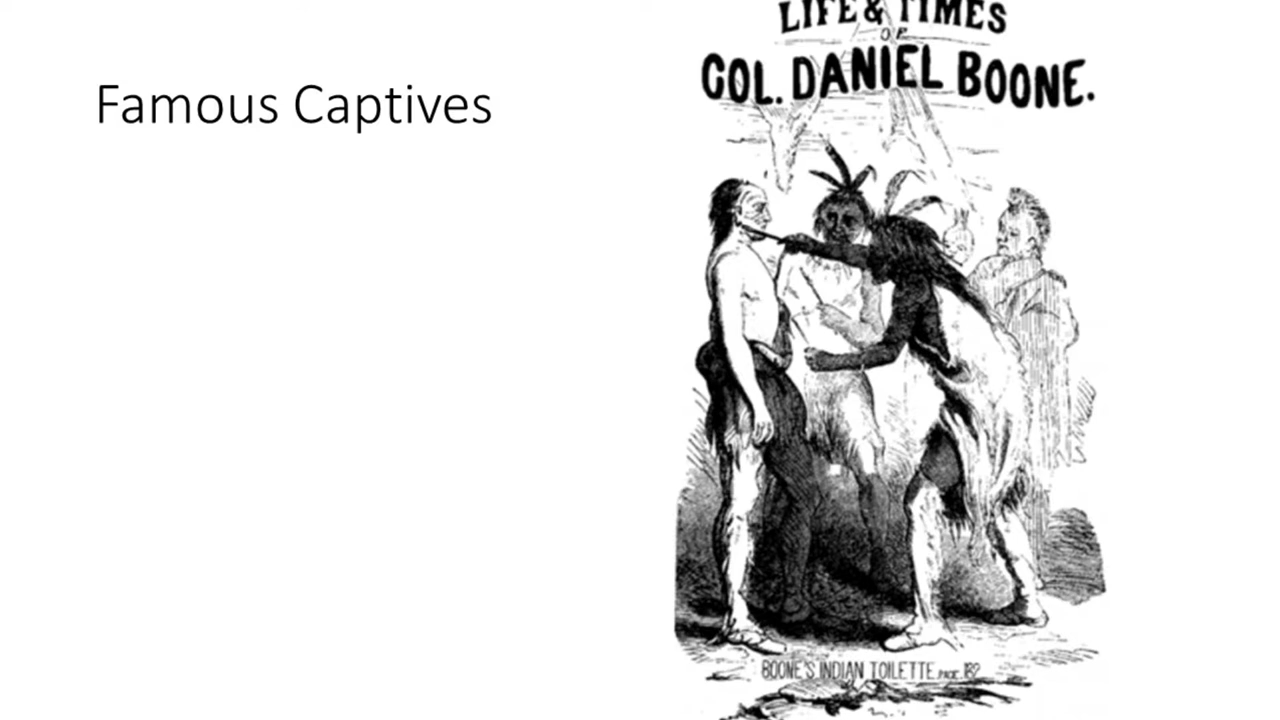 Famous Captives
LIFE & TIMES
OF
COL. DANIEL BOONE.
BOONE'S INDIAN TOILETTE. PAGE. 182